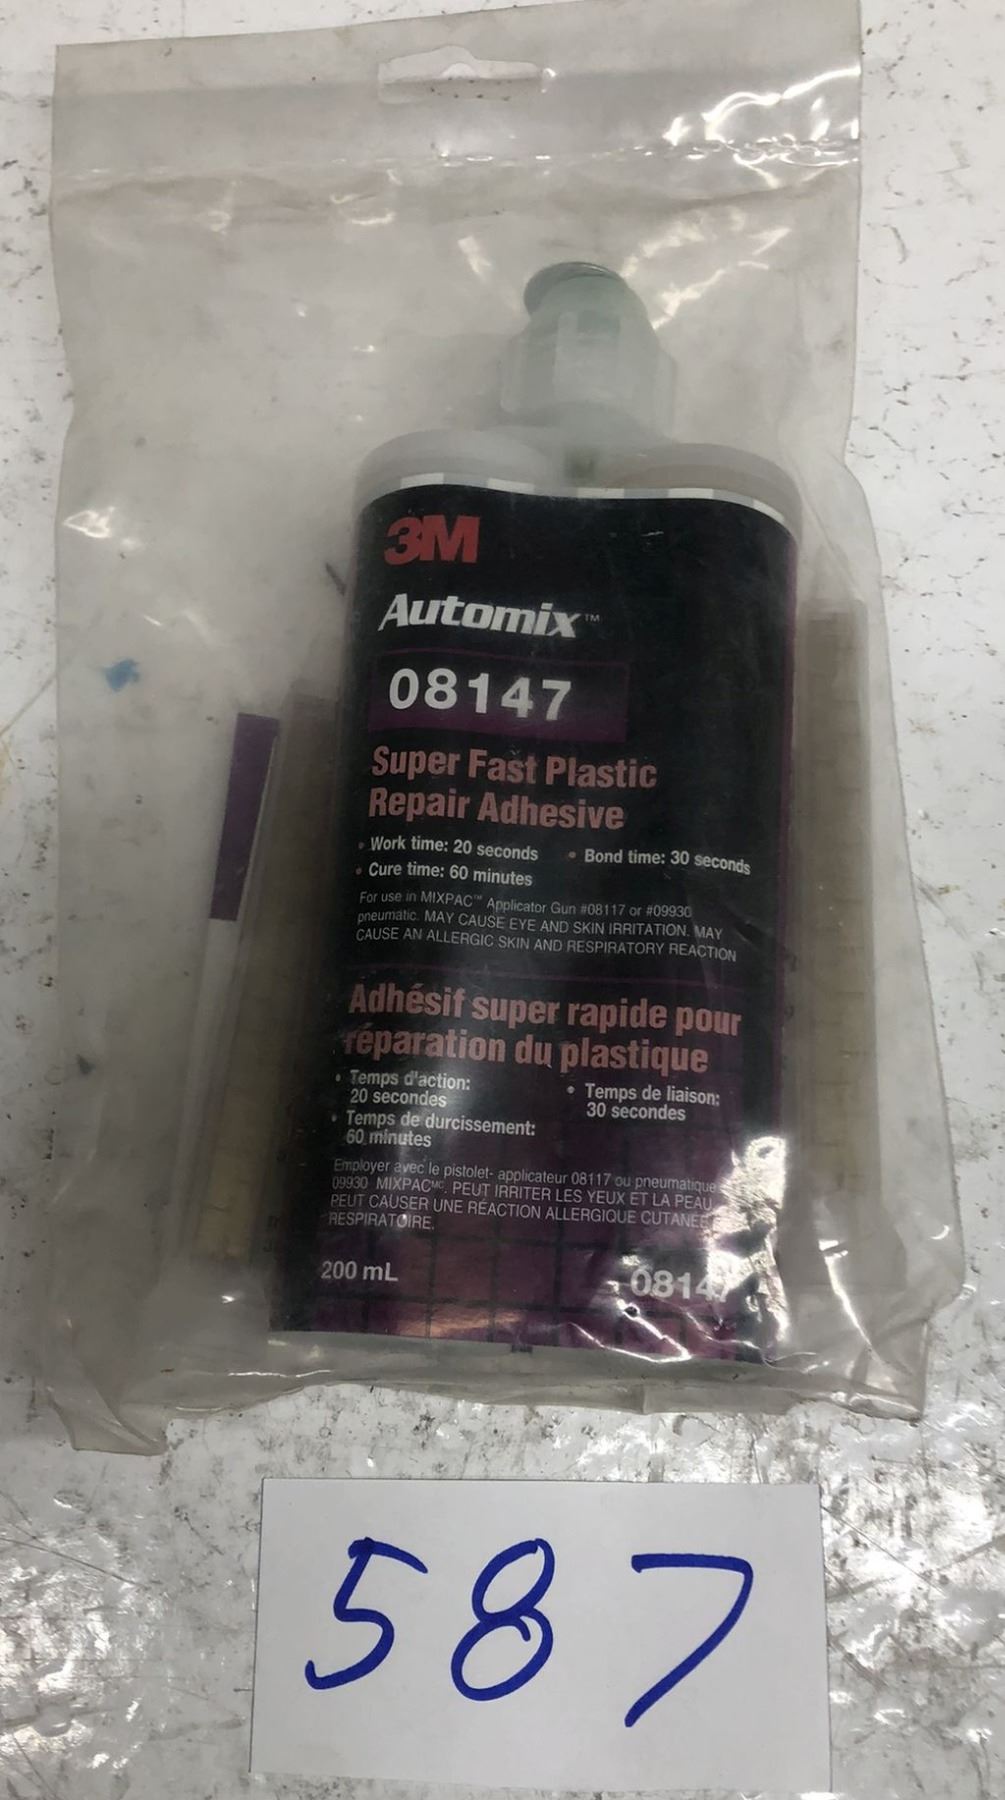 3M
Automix™
08147
Super Fast Plastic
Repair Adhesive
• Work time: 20 seconds • Bond time: 30 seconds
• Cure time: 60 minutes
For use in MIXPAC™ Applicator Gun #08117 or #09930
pneumatic. MAY CAUSE EYE AND SKIN IRRITATION. MAY
CAUSE AN ALLERGIC SKIN AND RESPIRATORY REACTION
Adhésif super rapide pour
réparation du plastique
• Temps d'action:
20 secondes
• Temps de liaison:
30 secondes
• Temps de durcissement:
60 minutes
Employer avec le pistolet- applicateur 08117 ou pneumatique
09930 MIXPACᴹᶜ. PEUT IRRITER LES YEUX ET LA PEAU
PEUT CAUSER UNE RÉACTION ALLERGIQUE CUTANÉE
RESPIRATOIRE.
200 mL
08147
587